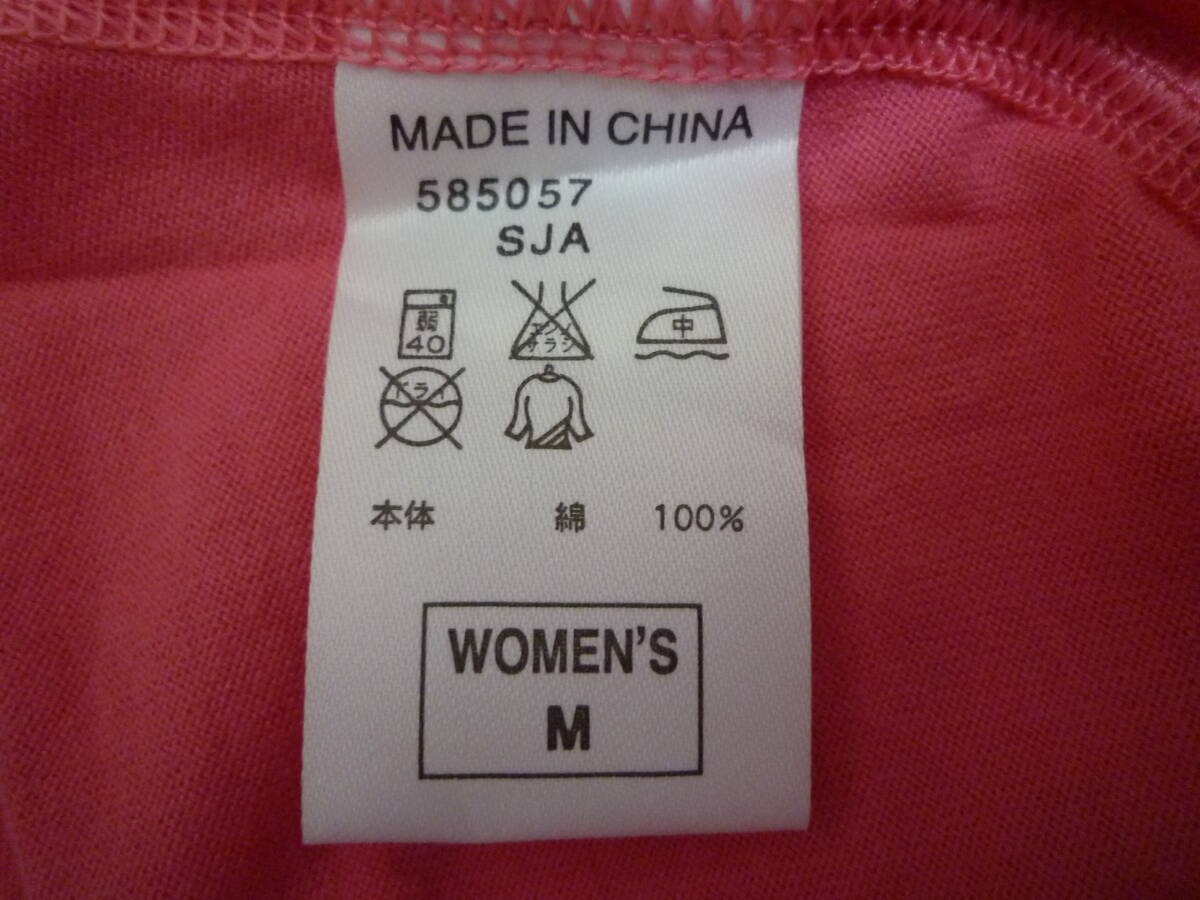 MADE IN CHINA
585057
SJA
弱
40
エンソ
サラシ
中
ドライ
本体 綿 100%
WOMEN'S
M